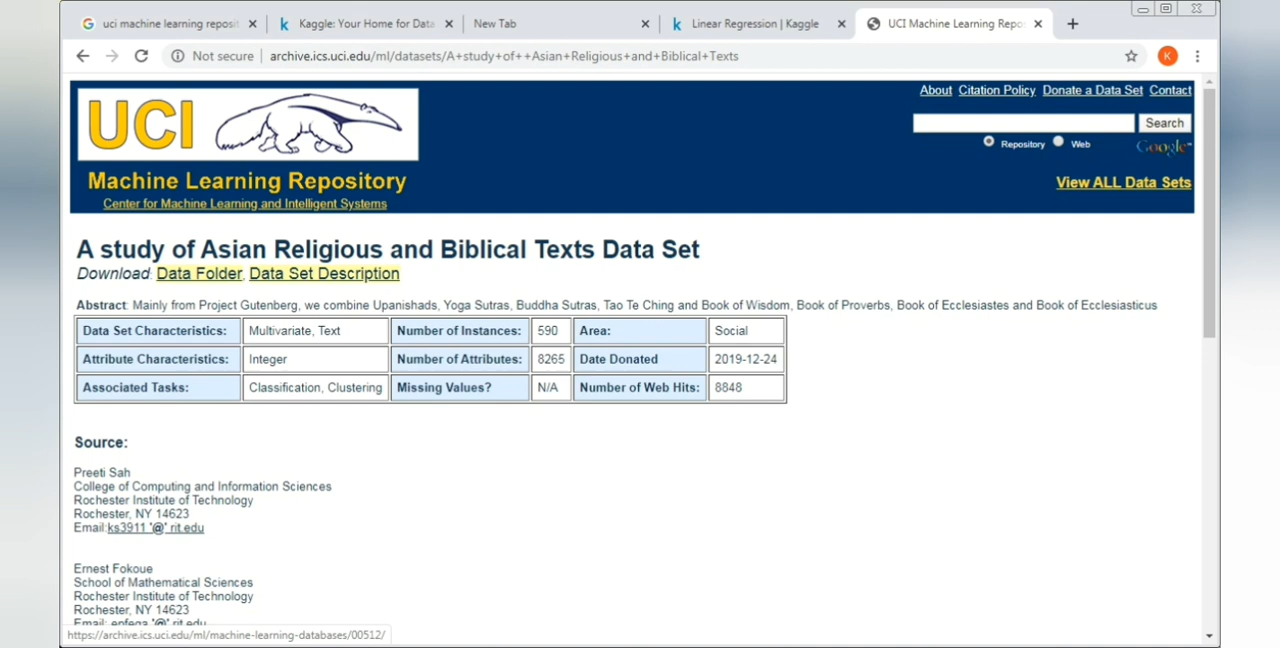 uci machine learning reposit
Kaggle: Your Home for Data
New Tab
Linear Regression | Kaggle
UCI Machine Learning Repos
Not secure
archive.ics.uci.edu/ml/datasets/A+study+of++Asian+Religious+and+Biblical+Texts
K
About Citation Policy Donate a Data Set Contact
UCI
Search
Repository Web
Google™
Machine Learning Repository
View ALL Data Sets
Center for Machine Learning and Intelligent Systems
A study of Asian Religious and Biblical Texts Data Set
Download: Data Folder, Data Set Description
Abstract: Mainly from Project Gutenberg, we combine Upanishads, Yoga Sutras, Buddha Sutras, Tao Te Ching and Book of Wisdom, Book of Proverbs, Book of Ecclesiastes and Book of Ecclesiasticus
Data Set Characteristics: Multivariate, Text Number of Instances: 590 Area: Social
Attribute Characteristics: Integer Number of Attributes: 8265 Date Donated 2019-12-24
Associated Tasks: Classification, Clustering Missing Values? N/A Number of Web Hits: 8848
Source:
Preeti Sah
College of Computing and Information Sciences
Rochester Institute of Technology
Rochester, NY 14623
Email:ks3911 '@' rit.edu
Ernest Fokoue
School of Mathematical Sciences
Rochester Institute of Technology
Rochester, NY 14623
Email: '@' rit.edu
https://archive.ics.uci.edu/ml/machine-learning-databases/00512/